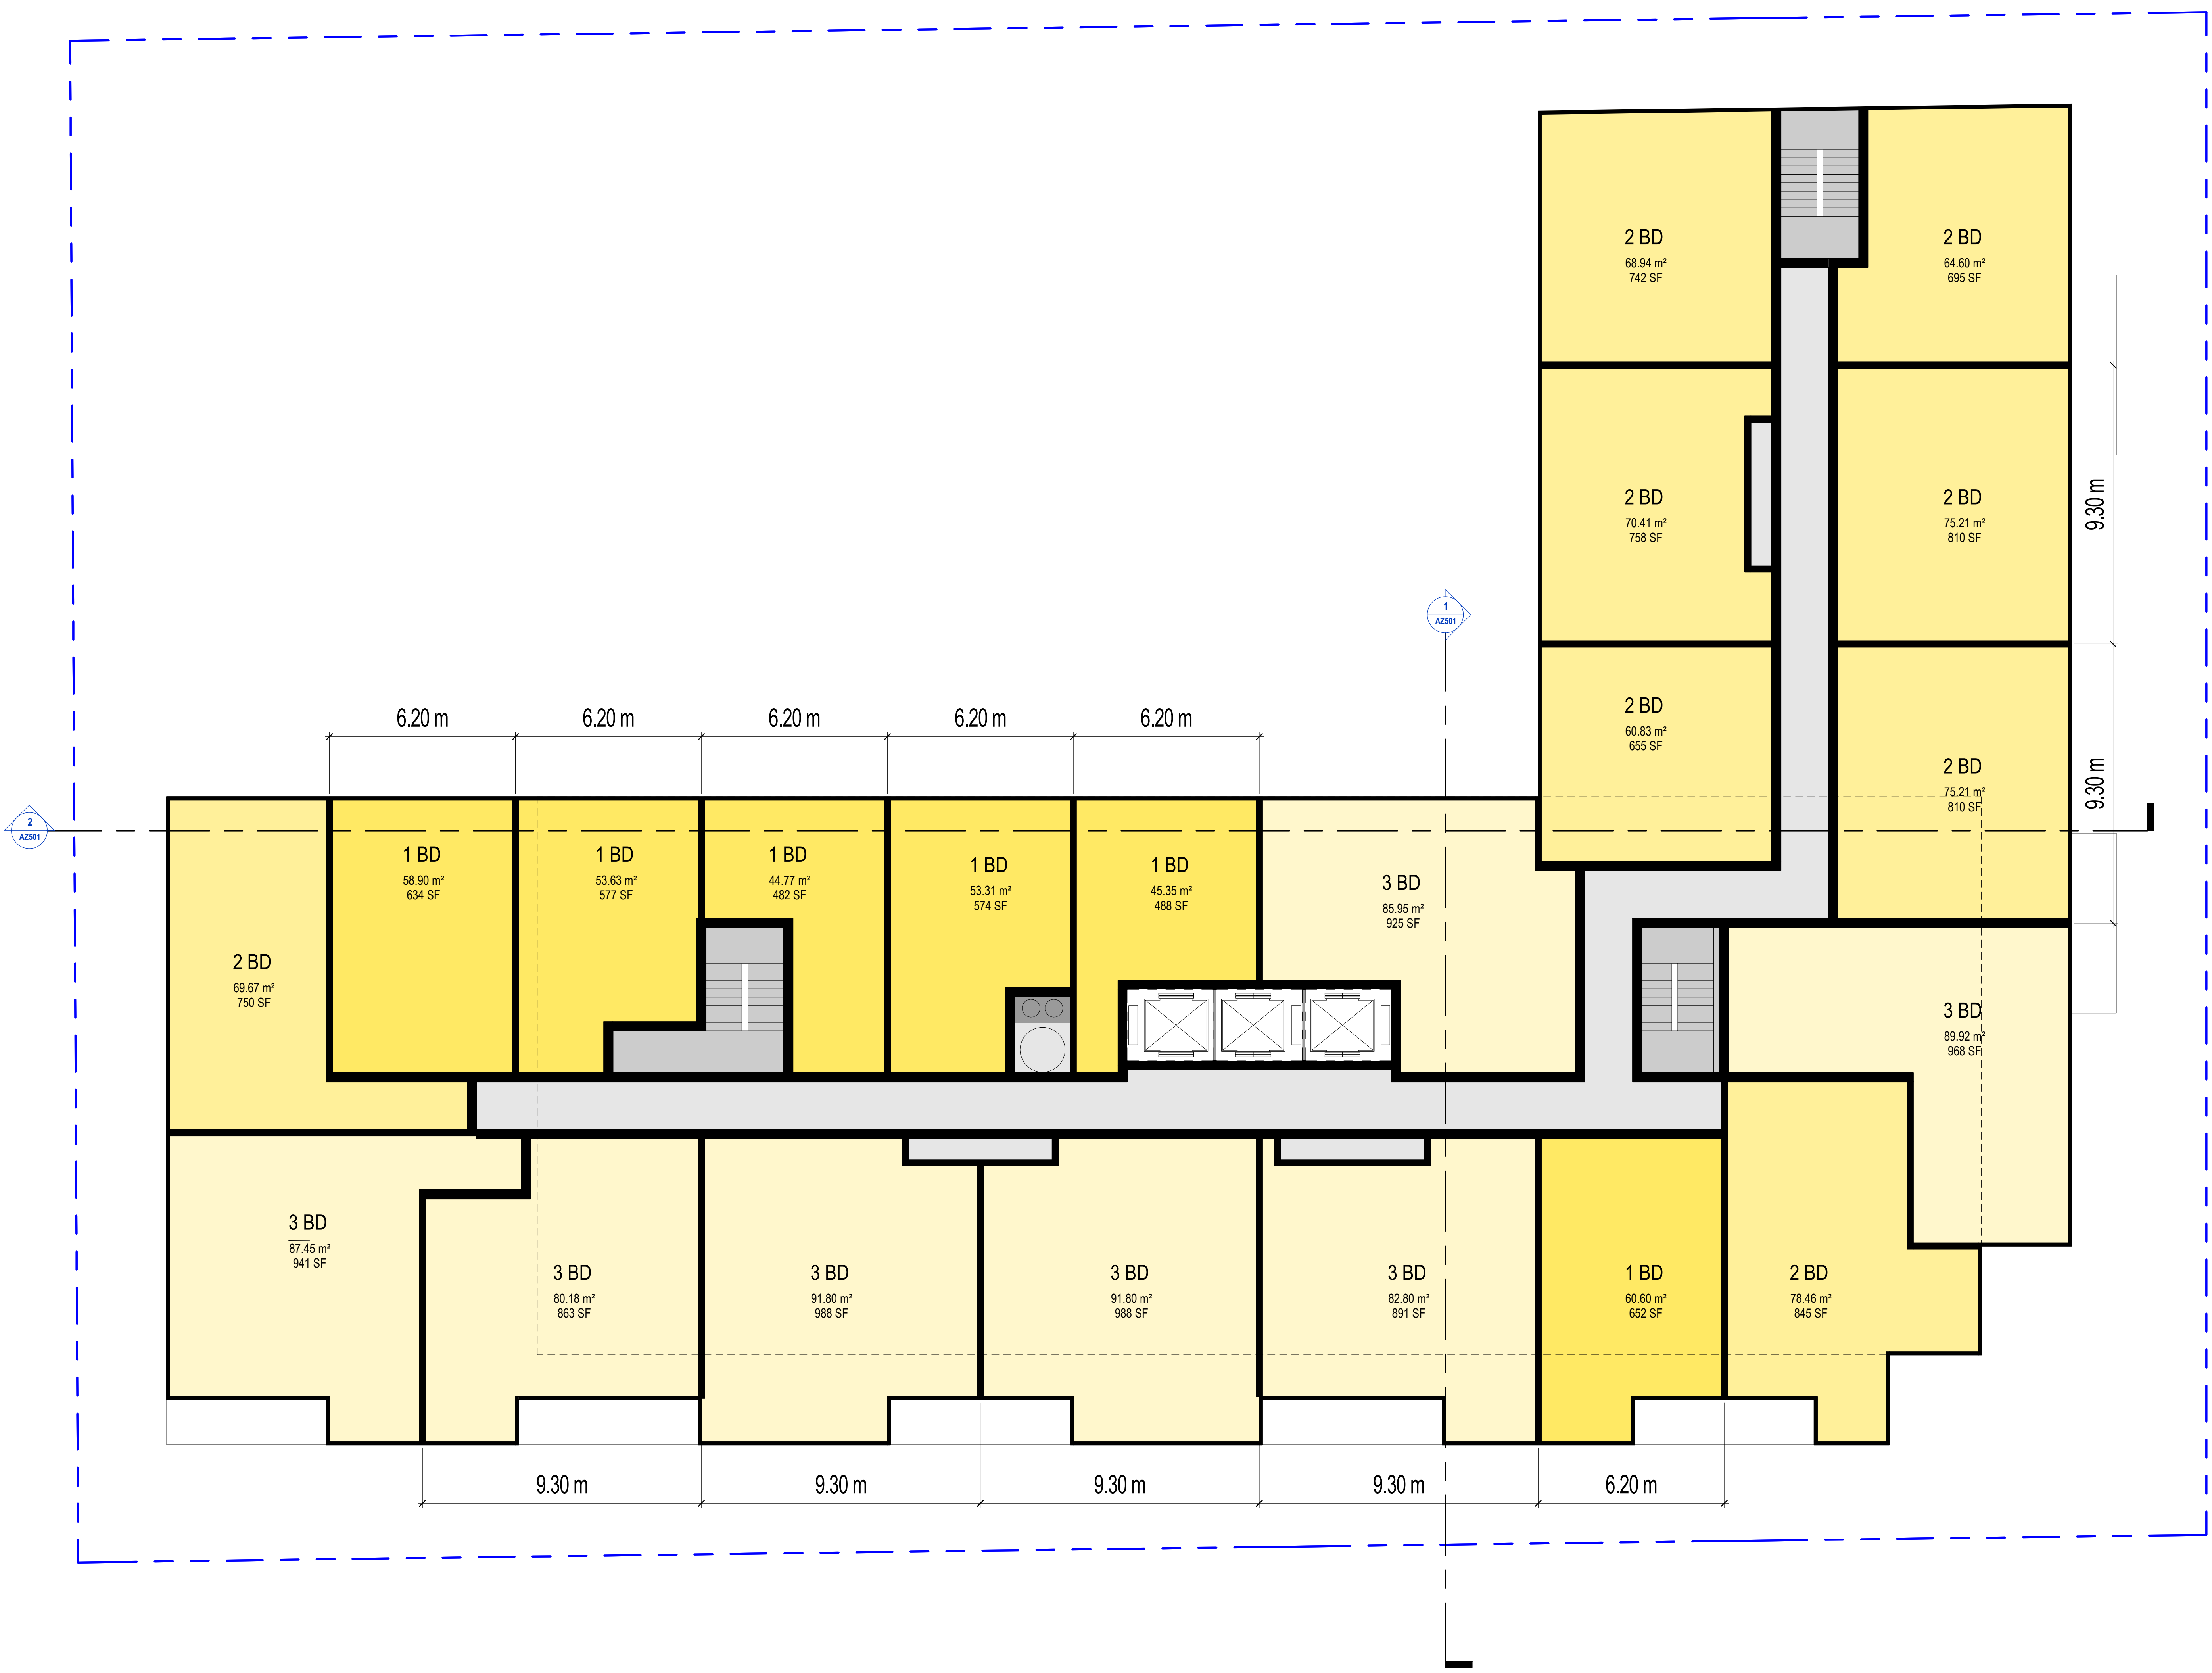 2 BD
68.94 m²
742 SF
2 BD
64.60 m²
695 SF
2 BD
70.41 m²
758 SF
2 BD
75.21 m²
810 SF
9.30 m
1
AZ501
2 BD
60.83 m²
655 SF
2 BD
75.21 m²
810 SF
9.30 m
6.20 m
6.20 m
6.20 m
6.20 m
6.20 m
2
AZ501
1 BD
58.90 m²
634 SF
1 BD
53.63 m²
577 SF
1 BD
44.77 m²
482 SF
1 BD
53.31 m²
574 SF
1 BD
45.35 m²
488 SF
3 BD
85.95 m²
925 SF
2 BD
69.67 m²
750 SF
3 BD
89.92 m²
968 SF
3 BD
87.45 m²
941 SF
3 BD
80.18 m²
863 SF
3 BD
91.80 m²
988 SF
3 BD
91.80 m²
988 SF
3 BD
82.80 m²
891 SF
1 BD
60.60 m²
652 SF
2 BD
78.46 m²
845 SF
9.30 m
9.30 m
9.30 m
9.30 m
6.20 m